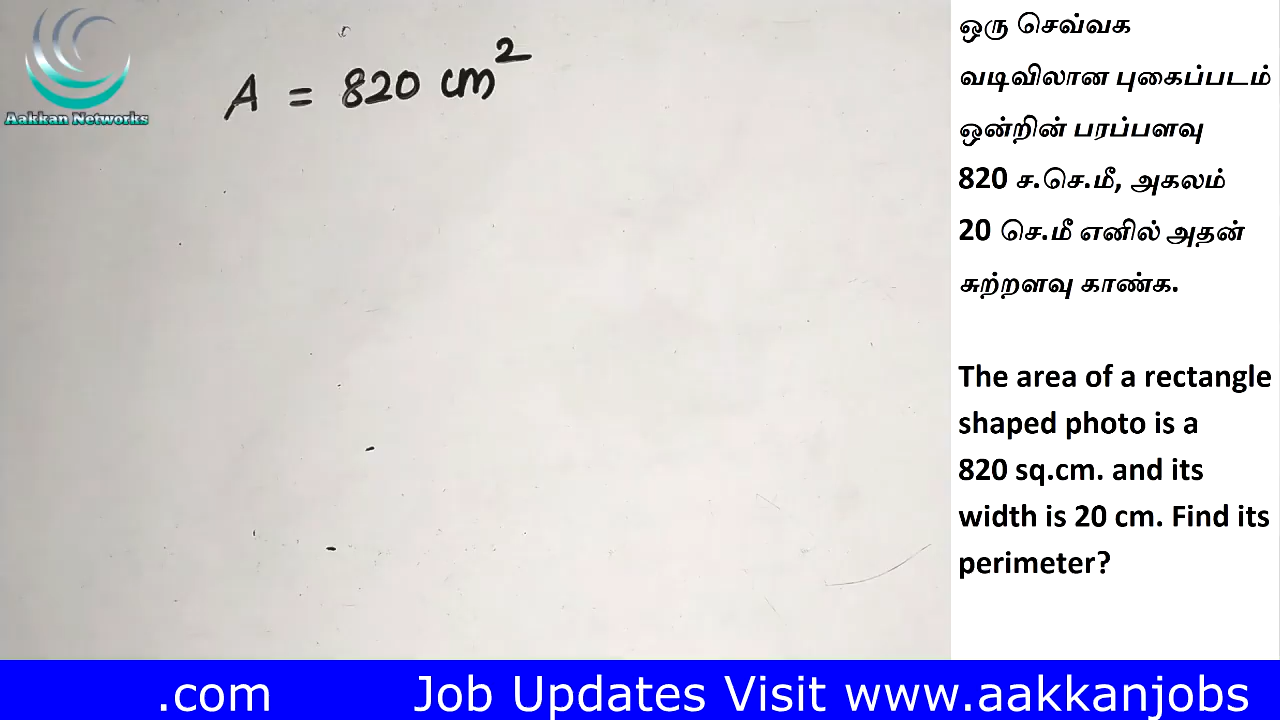 Aakkan Networks
A = 820 cm²
ஒரு செவ்வக
வடிவிலான புகைப்படம்
ஒன்றின் பரப்பளவு
820 ச.செ.மீ, அகலம்
20 செ.மீ எனில் அதன்
சுற்றளவு காண்க.
The area of a rectangle
shaped photo is a
820 sq.cm. and its
width is 20 cm. Find its
perimeter?
.com Job Updates Visit www.aakkanjobs